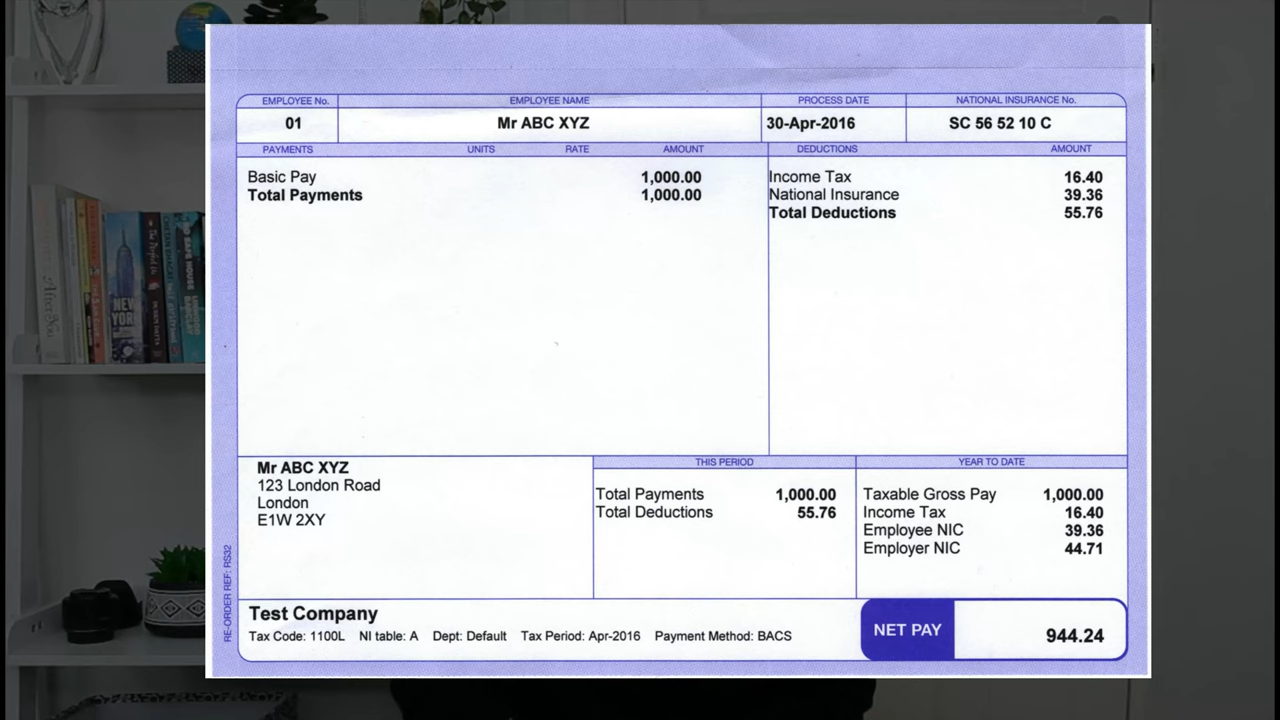 EMPLOYEE No. EMPLOYEE NAME PROCESS DATE NATIONAL INSURANCE No.
01 Mr ABC XYZ 30-Apr-2016 SC 56 52 10 C
PAYMENTS UNITS RATE AMOUNT DEDUCTIONS AMOUNT
Basic Pay 1,000.00 Income Tax 16.40
Total Payments 1,000.00 National Insurance 39.36
Total Deductions 55.76
Mr ABC XYZ
123 London Road
London
E1W 2XY
THIS PERIOD
Total Payments 1,000.00
Total Deductions 55.76
YEAR TO DATE
Taxable Gross Pay 1,000.00
Income Tax 16.40
Employee NIC 39.36
Employer NIC 44.71
Test Company
Tax Code: 1100L NI table: A Dept: Default Tax Period: Apr-2016 Payment Method: BACS
NET PAY 944.24
RE-ORDER REF: RS32
NEW YORK